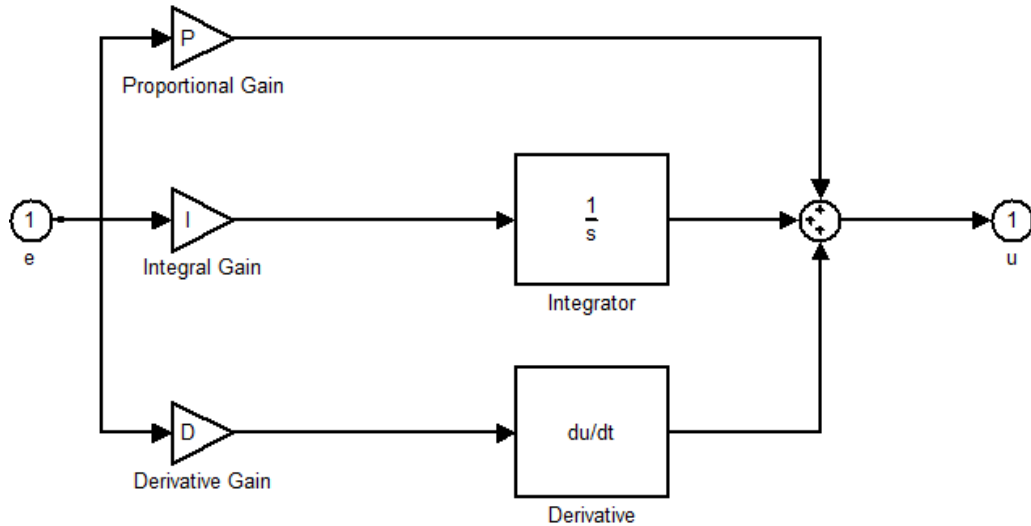 P
Proportional Gain
1
e
I
Integral Gain
1
s
Integrator
+
+
+
1
u
D
Derivative Gain
du/dt
Derivative